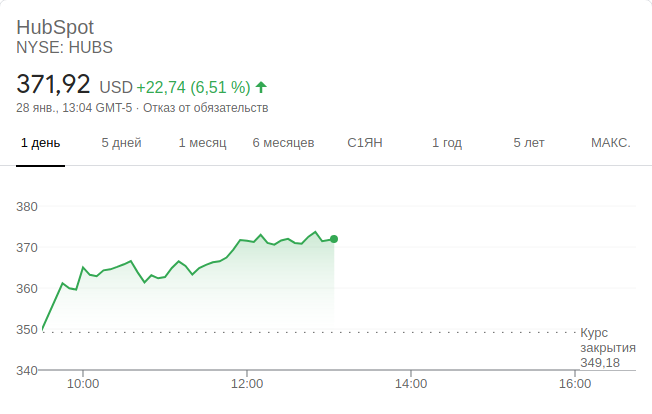 HubSpot
NYSE: HUBS
371,92 USD +22,74 (6,51 %)
28 янв., 13:04 GMT-5 · Отказ от обязательств
1 день 5 дней 1 месяц 6 месяцев С1ЯН 1 год 5 лет МАКС.
380
370
360
350
Курс
закрытия
349,18
340
10:00 12:00 14:00 16:00